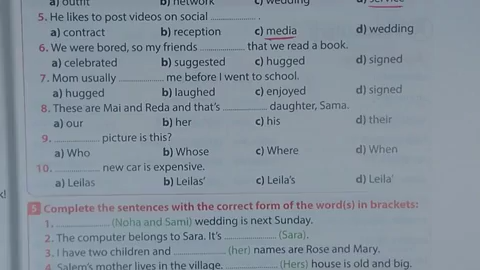 a) outfit b) network c) wedding d) service
5. He likes to post videos on social .................. .
a) contract b) reception c) media d) wedding
6. We were bored, so my friends .................. that we read a book.
a) celebrated b) suggested c) hugged d) signed
7. Mom usually .................. me before I went to school.
a) hugged b) laughed c) enjoyed d) signed
8. These are Mai and Reda and that's .................. daughter, Sama.
a) our b) her c) his d) their
9. .................. picture is this?
a) Who b) Whose c) Where d) When
10. .................. new car is expensive.
a) Leilas b) Leilas' c) Leila's d) Leila'
5 Complete the sentences with the correct form of the word(s) in brackets:
1. .................. (Noha and Sami) wedding is next Sunday.
2. The computer belongs to Sara. It's .................. (Sara).
3. I have two children and .................. (her) names are Rose and Mary.
4. Salem's mother lives in the village. .................. (Hers) house is old and big.